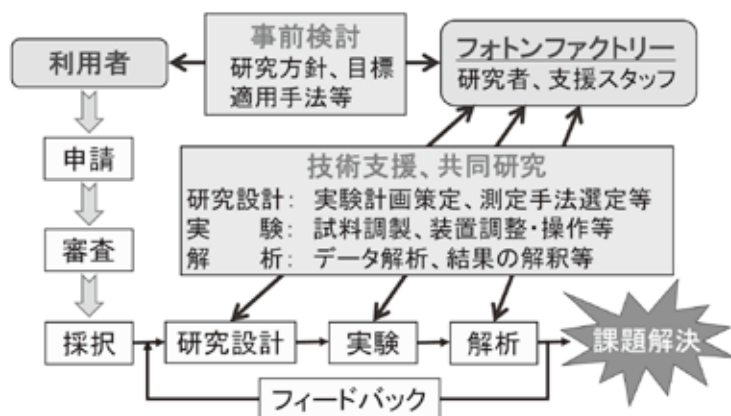 事前検討
研究方針、目標
適用手法等
利用者
フォトンファクトリー
研究者、支援スタッフ
申請
審査
採択
技術支援、共同研究
研究設計： 実験計画策定、測定手法選定等
実　　験： 試料調製、装置調整・操作等
解　　析： データ解析、結果の解釈等
研究設計
実験
解析
課題解決
フィードバック